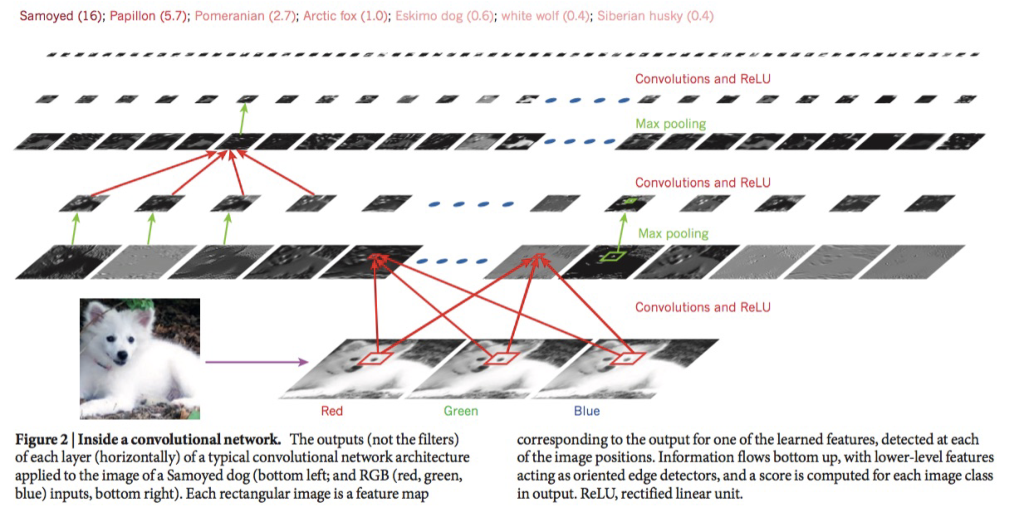 Samoyed (16); Papillon (5.7); Pomeranian (2.7); Arctic fox (1.0); Eskimo dog (0.6); white wolf (0.4); Siberian husky (0.4)
Convolutions and ReLU
Max pooling
Convolutions and ReLU
Max pooling
Convolutions and ReLU
Red
Green
Blue
Figure 2 | Inside a convolutional network. The outputs (not the filters)
of each layer (horizontally) of a typical convolutional network architecture
applied to the image of a Samoyed dog (bottom left; and RGB (red, green,
blue) inputs, bottom right). Each rectangular image is a feature map
corresponding to the output for one of the learned features, detected at each
of the image positions. Information flows bottom up, with lower-level features
acting as oriented edge detectors, and a score is computed for each image class
in output. ReLU, rectified linear unit.